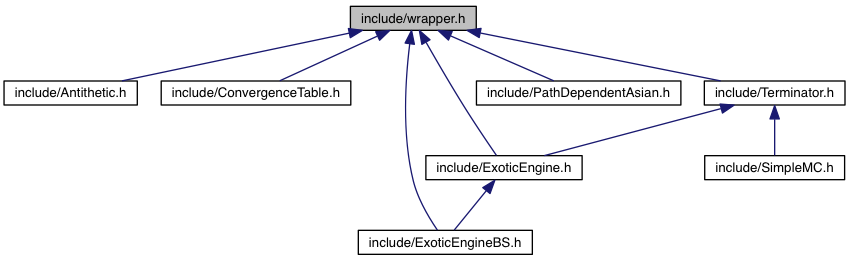 include/wrapper.h
include/Antithetic.h
include/ConvergenceTable.h
include/PathDependentAsian.h
include/Terminator.h
include/ExoticEngine.h
include/SimpleMC.h
include/ExoticEngineBS.h